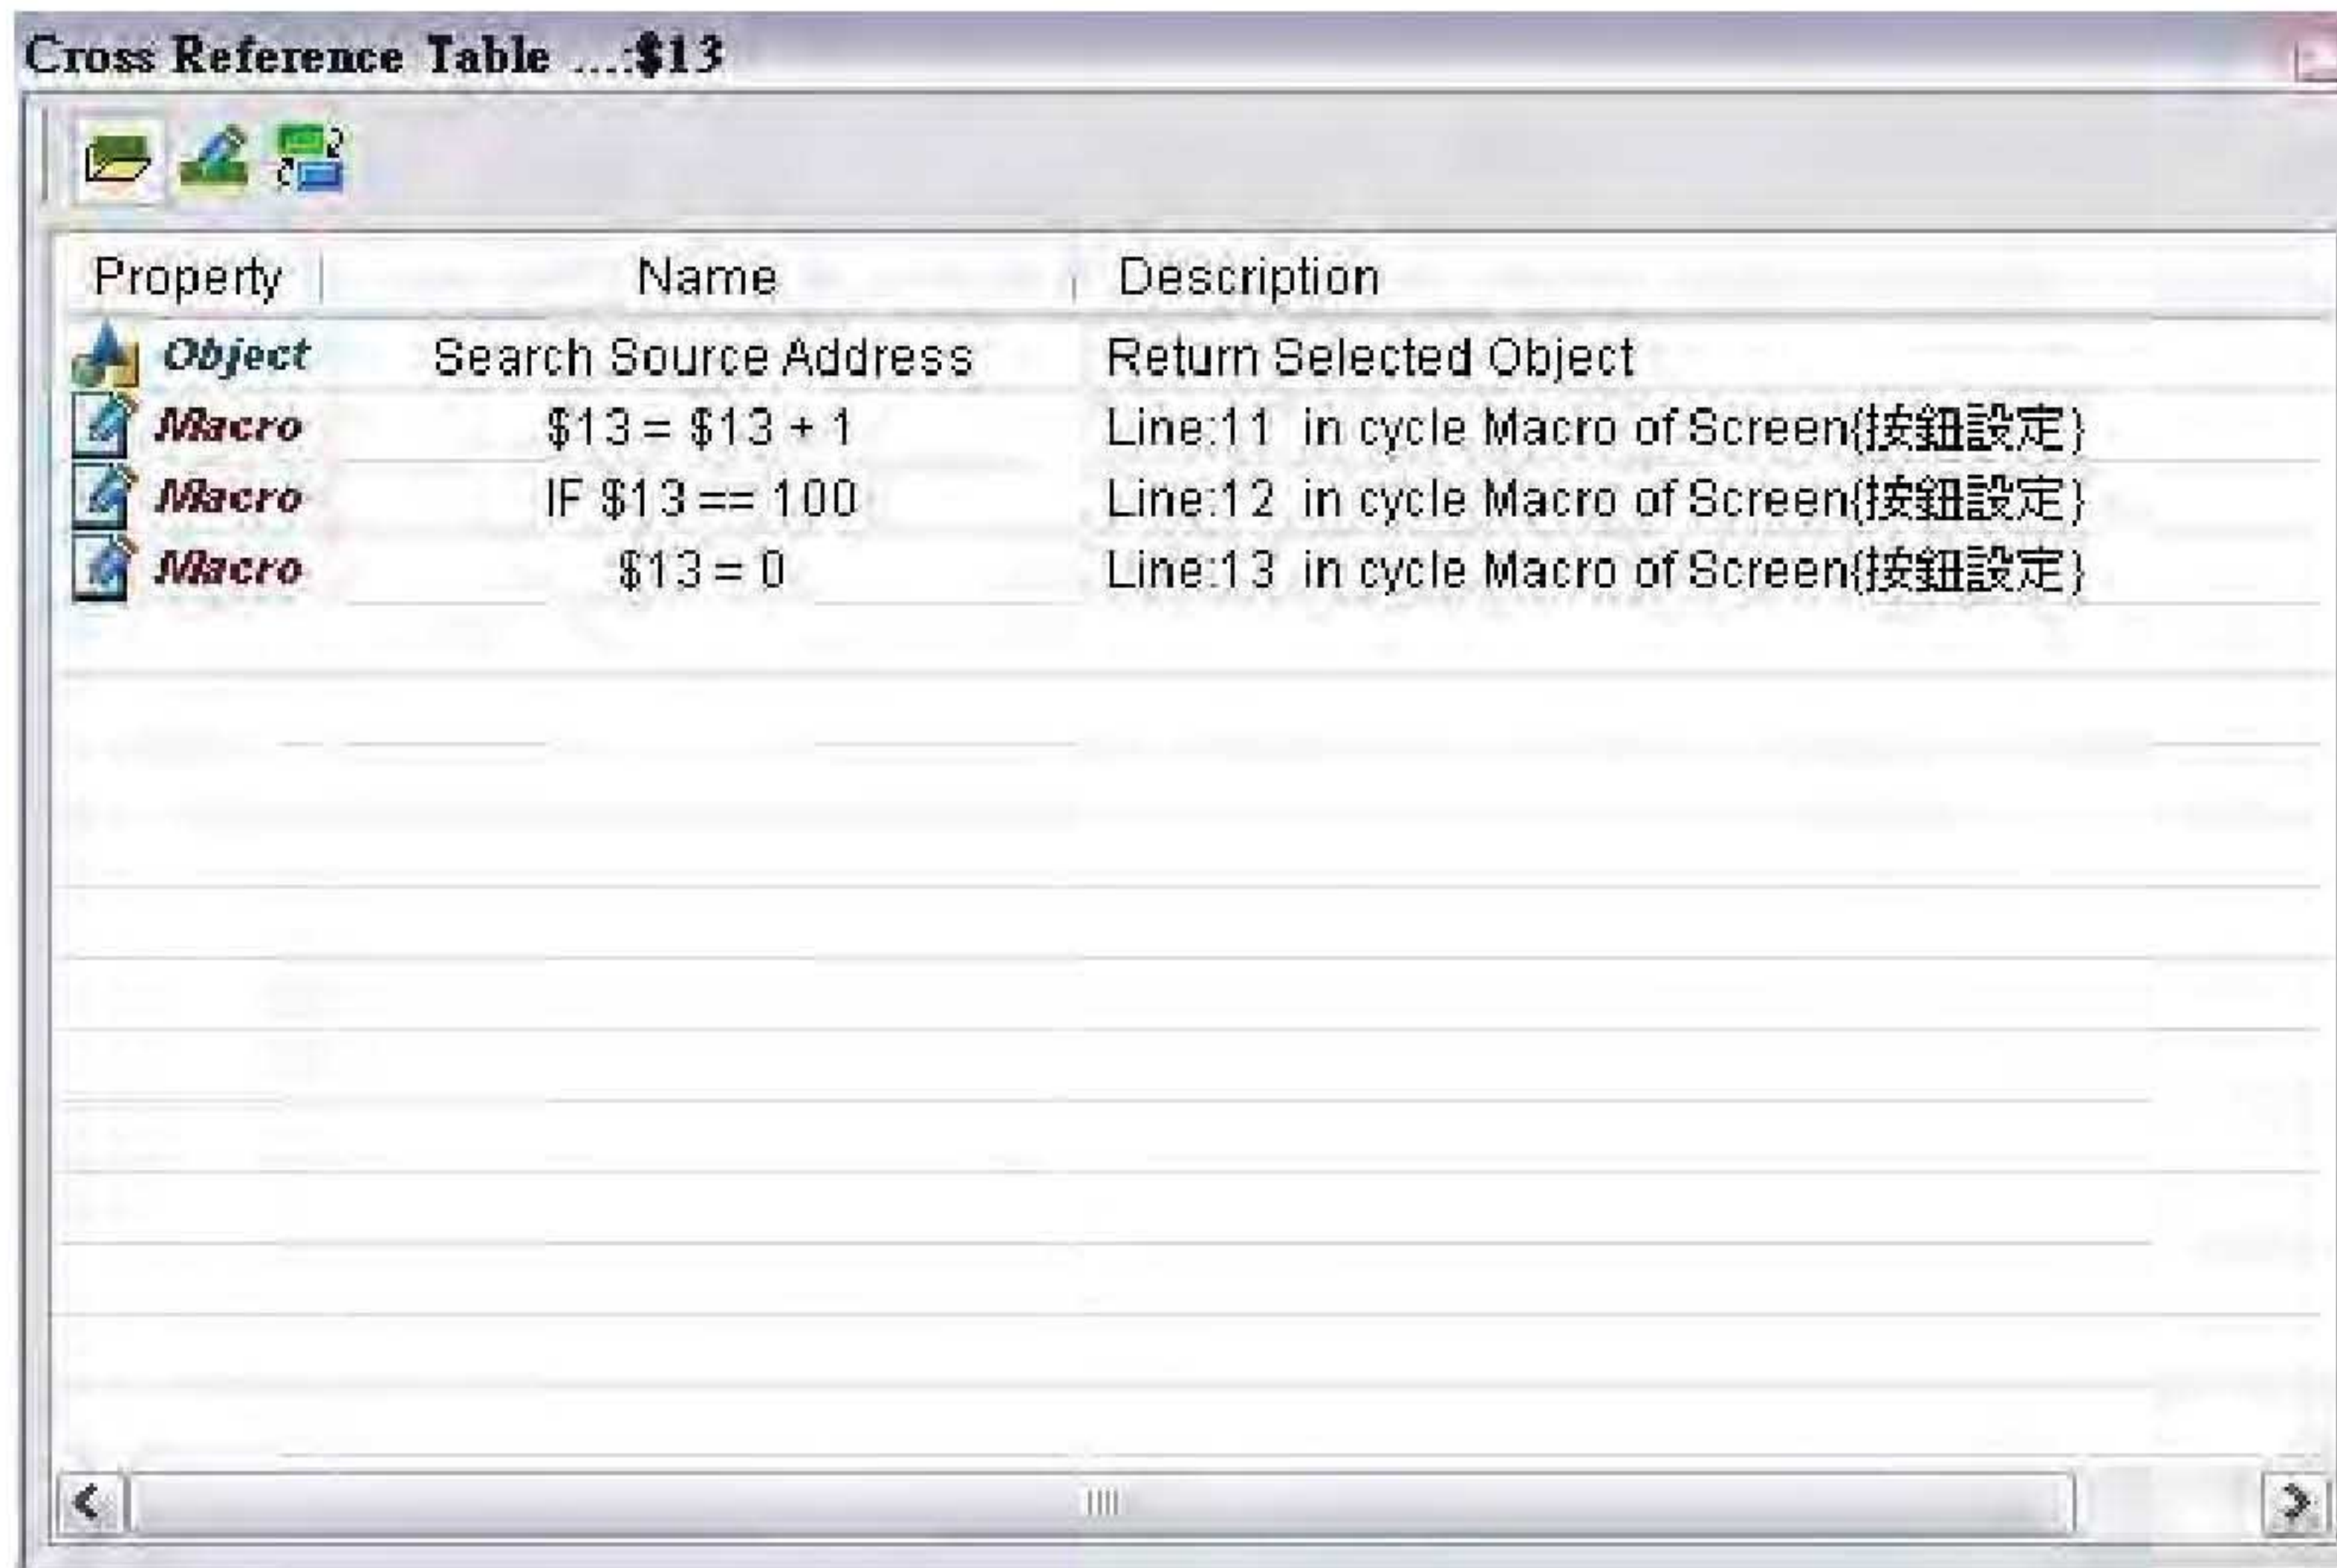 Cross Reference Table ....:$13
Property Name Description
Object Search Source Address Return Selected Object
Macro $13 = $13 + 1 Line:11 in cycle Macro of Screen{按鈕設定}
Macro IF $13 == 100 Line:12 in cycle Macro of Screen{按鈕設定}
Macro $13 = 0 Line:13 in cycle Macro of Screen{按鈕設定}